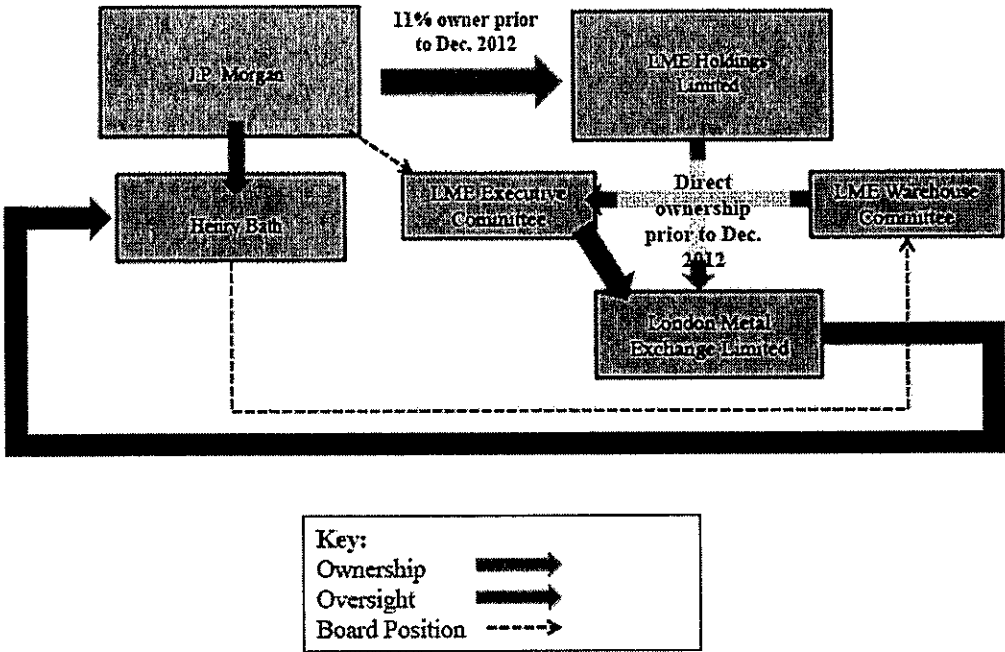 11% owner prior
to Dec. 2012
J.P. Morgan
LME Holdings
Limited
Henry Bath
LME Executive
Committee
Direct
ownership
prior to Dec.
2012
LME Warehouse
Committee
London Metal
Exchange Limited
Key:
Ownership
Oversight
Board Position